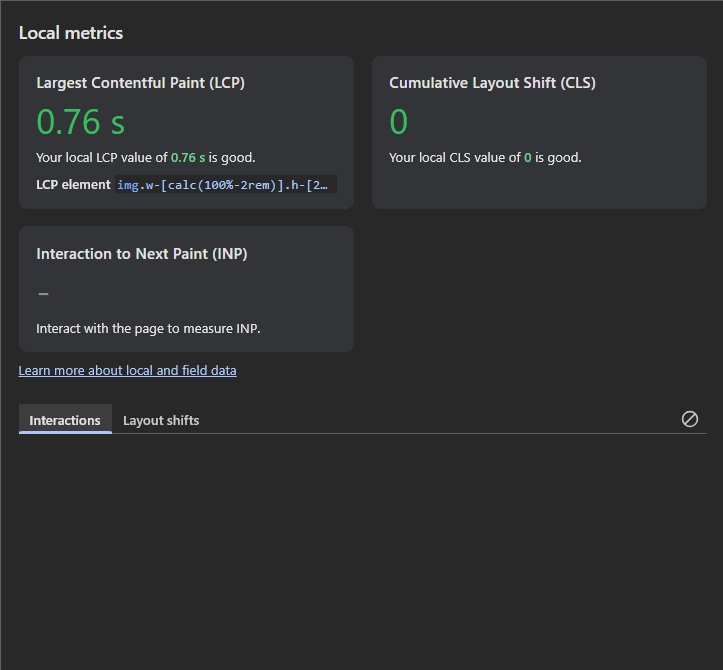 Local metrics
Largest Contentful Paint (LCP)
0.76 s
Your local LCP value of 0.76 s is good.
LCP element img.w-[calc(100%-2rem)].h-[2…
Cumulative Layout Shift (CLS)
0
Your local CLS value of 0 is good.
Interaction to Next Paint (INP)
–
Interact with the page to measure INP.
Learn more about local and field data
Interactions Layout shifts